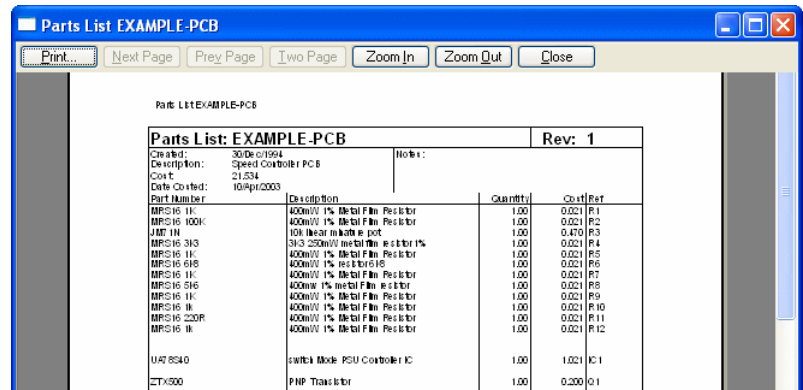 Parts List EXAMPLE-PCB
Print... Next Page Prev Page Two Page Zoom In Zoom Out Close
Parts List EXAMPLE-PCB
Parts List: EXAMPLE-PCB Rev: 1
Created: 30/Dec/1994 Notes:
Description: Speed Controller PCB
Cost: 21.534
Date Costed: 10/Apr/2003
Part Number Description Quantity Cost Ref
MRS16 1K 400mW 1% Metal Film Resistor 1.00 0.021 R1
MRS16 100K 400mW 1% Metal Film Resistor 1.00 0.021 R2
JM7 1N 10k linear minature pot 1.00 0.470 R3
MRS16 3k3 3k3 250mW metal film resistor 1% 1.00 0.021 R4
MRS16 1K 400mW 1% Metal Film Resistor 1.00 0.021 R5
MRS16 6k8 400mW 1% resistor 6k8 1.00 0.021 R6
MRS16 1K 400mW 1% Metal Film Resistor 1.00 0.021 R7
MRS16 5k6 400mw 1% metal Film resistor 1.00 0.021 R8
MRS16 1K 400mW 1% Metal Film Resistor 1.00 0.021 R9
MRS16 1k 400mW 1% Metal Film Resistor 1.00 0.021 R10
MRS16 220R 400mW 1% Metal Film Resistor 1.00 0.021 R11
MRS16 1k 400mW 1% Metal Film Resistor 1.00 0.021 R12
UA78S40 switch Mode PSU Controller IC 1.00 1.021 IC1
ZTX500 PNP Transistor 1.00 0.200 Q1